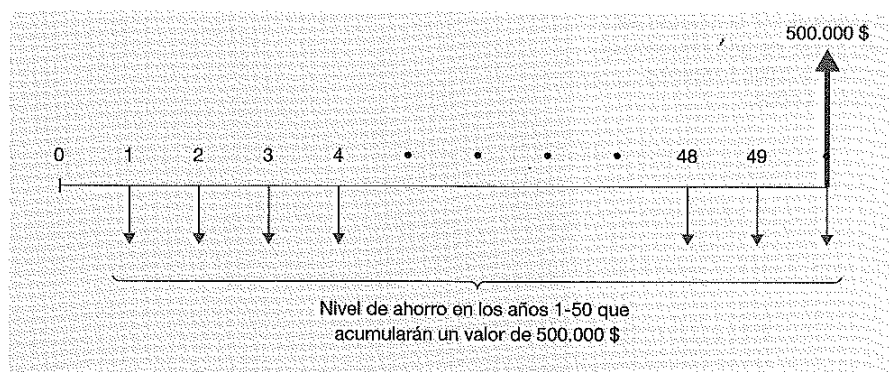 500.000 $
0 1 2 3 4 • • • • 48 49
Nivel de ahorro en los años 1-50 que
acumularán un valor de 500.000 $